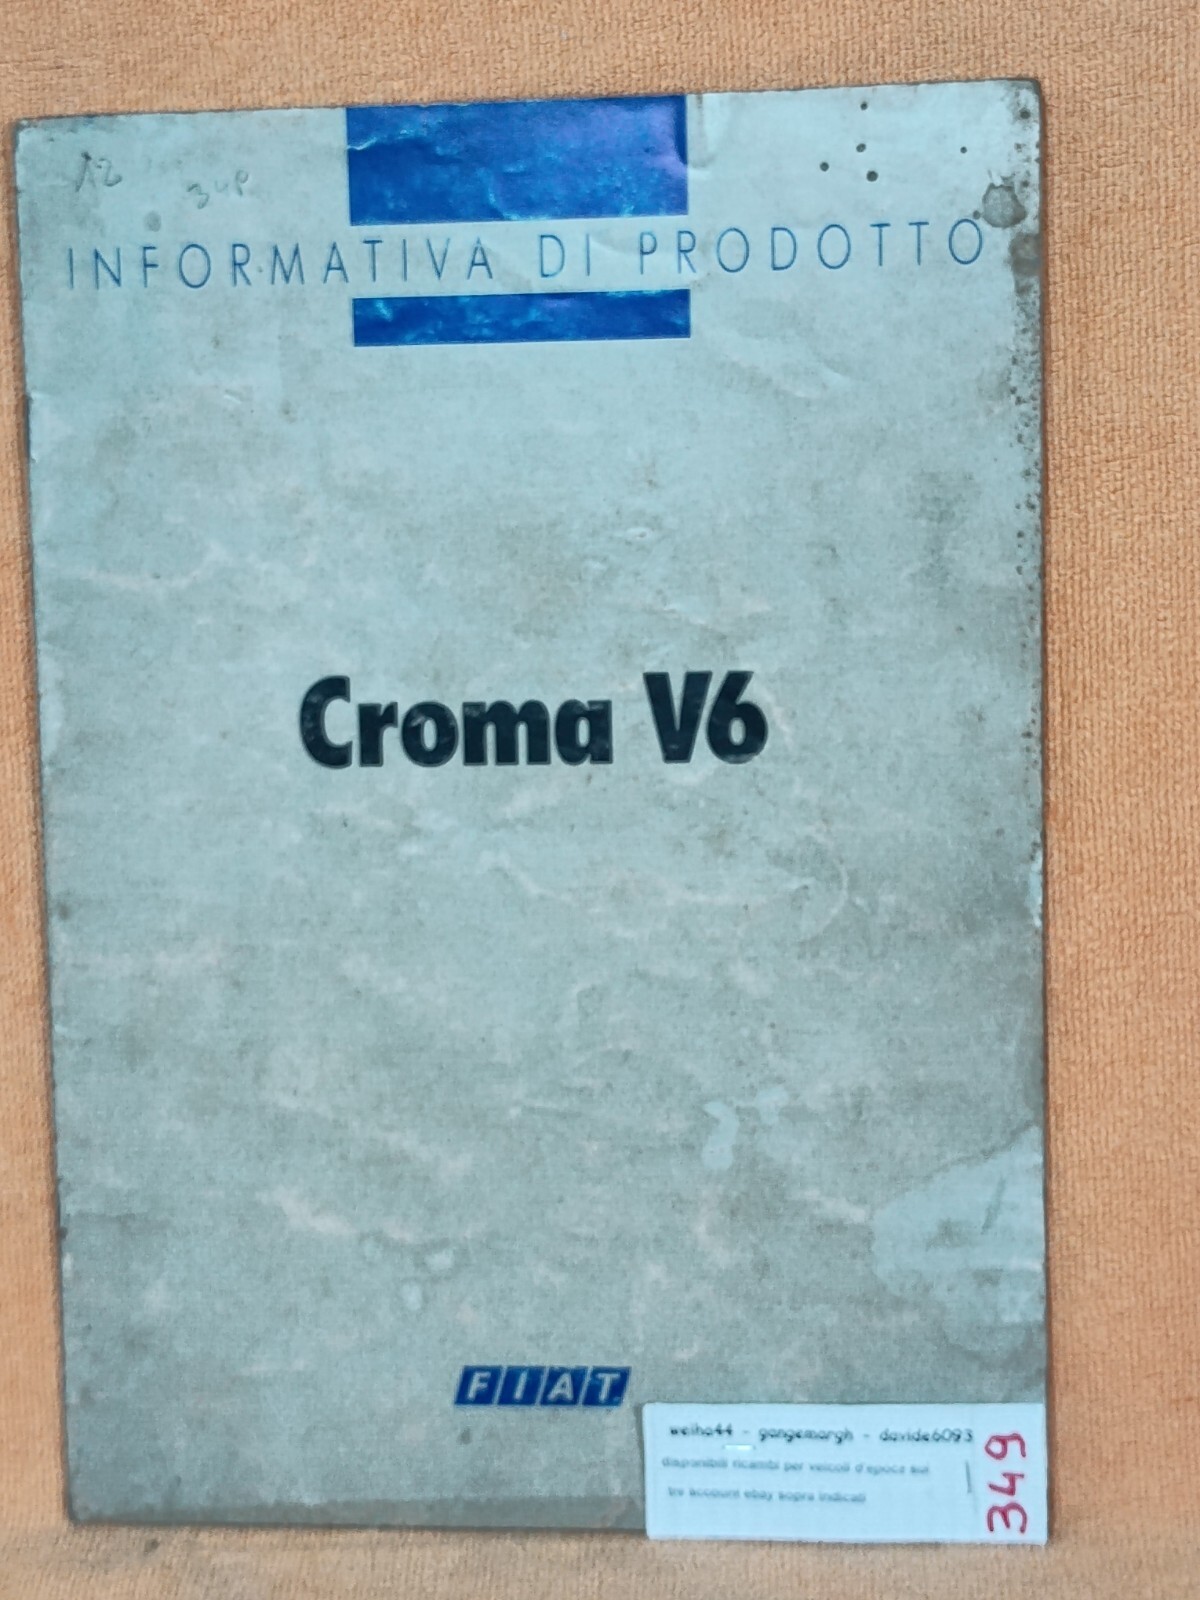 12
34P
INFORMATIVA DI PRODOTTO
Croma V6
FIAT
weiho44 - gangemargh - davide6093
disponibili ricambi per veicoli d'epoca sui
tre account ebay sopra indicati
349